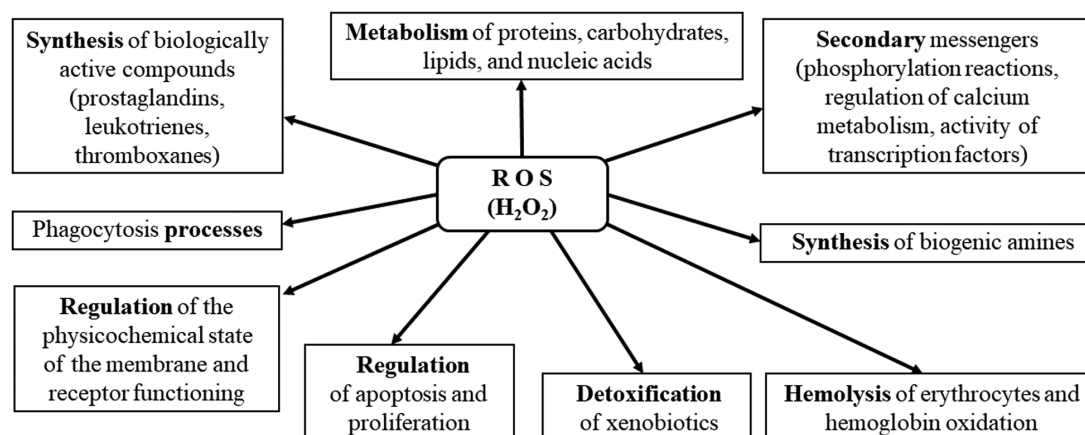 Synthesis of biologically
active compounds
(prostaglandins,
leukotrienes,
thromboxanes)
Metabolism of proteins, carbohydrates,
lipids, and nucleic acids
Secondary messengers
(phosphorylation reactions,
regulation of calcium
metabolism, activity of
transcription factors)
R O S
(H₂O₂)
Phagocytosis processes
Synthesis of biogenic amines
Regulation of the
physicochemical state
of the membrane and
receptor functioning
Regulation
of apoptosis and
proliferation
Detoxification
of xenobiotics
Hemolysis of erythrocytes and
hemoglobin oxidation